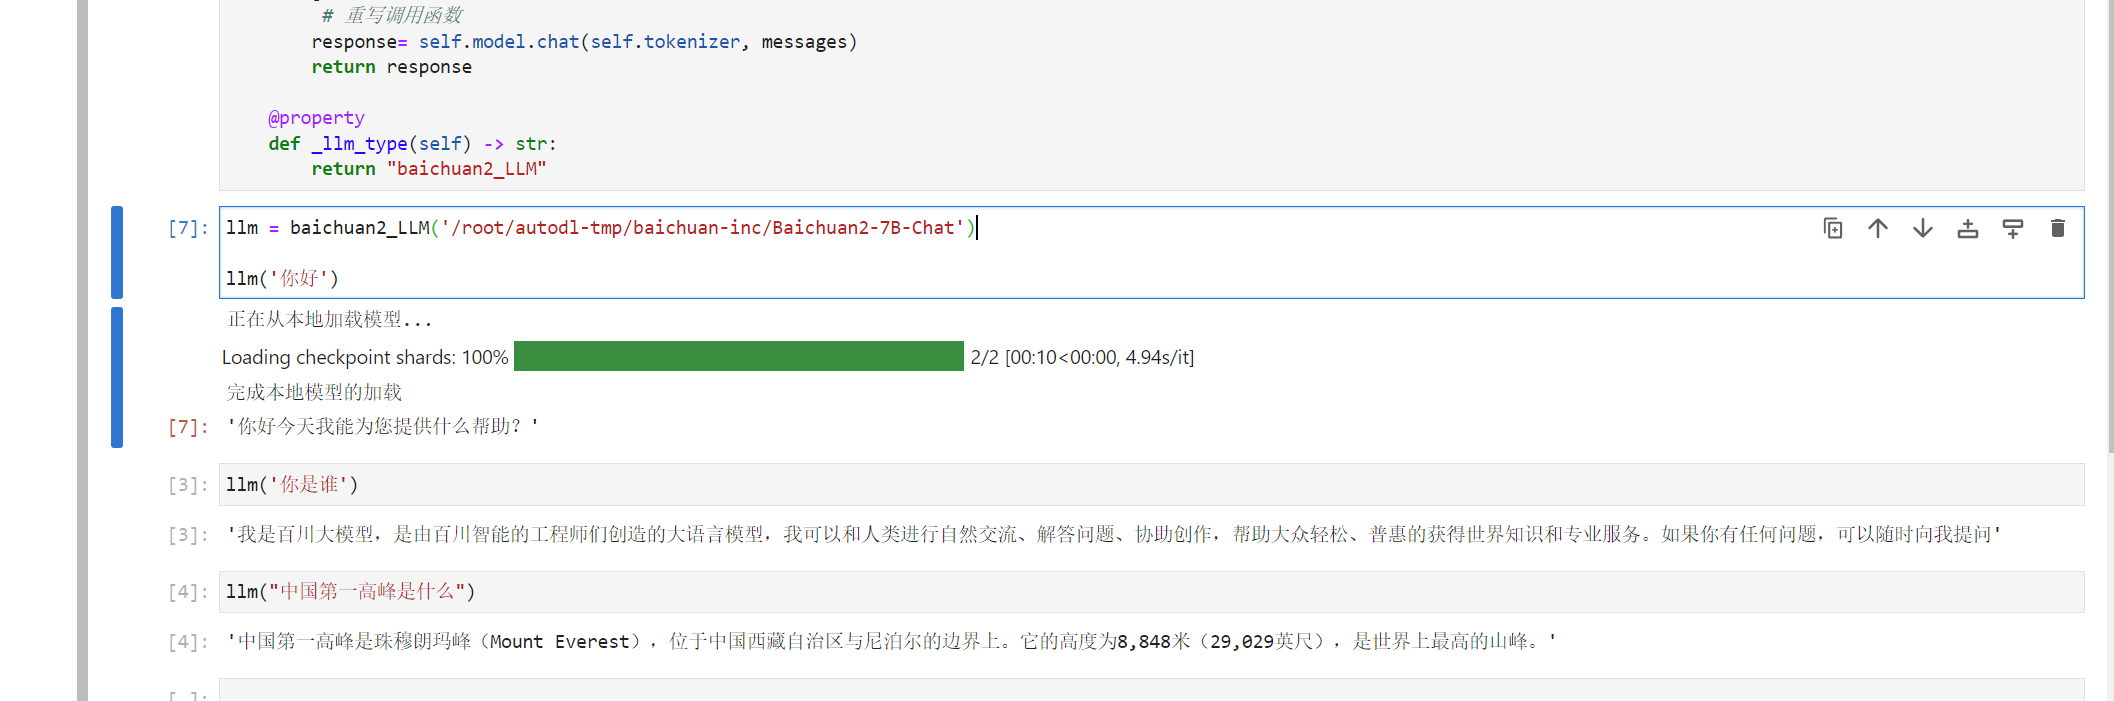 # 重写调用函数
response= self.model.chat(self.tokenizer, messages)
return response
@property
def _llm_type(self) -> str:
return "baichuan2_LLM"
[7]: llm = baichuan2_LLM('/root/autodl-tmp/baichuan-inc/Baichuan2-7B-Chat')
llm('你好')
正在从本地加载模型...
Loading checkpoint shards: 100% 2/2 [00:10<00:00, 4.94s/it]
完成本地模型的加载
[7]: '你好今天我能为您提供什么帮助？'
[3]: llm('你是谁')
[3]: '我是百川大模型，是由百川智能的工程师们创造的大语言模型，我可以和人类进行自然交流、解答问题、协助创作，帮助大众轻松、普惠的获得世界知识和专业服务。如果你有任何问题，可以随时向我提问'
[4]: llm("中国第一高峰是什么")
[4]: '中国第一高峰是珠穆朗玛峰（Mount Everest），位于中国西藏自治区与尼泊尔的边界上。它的高度为8,848米（29,029英尺），是世界上最高的山峰。'
[ ]: